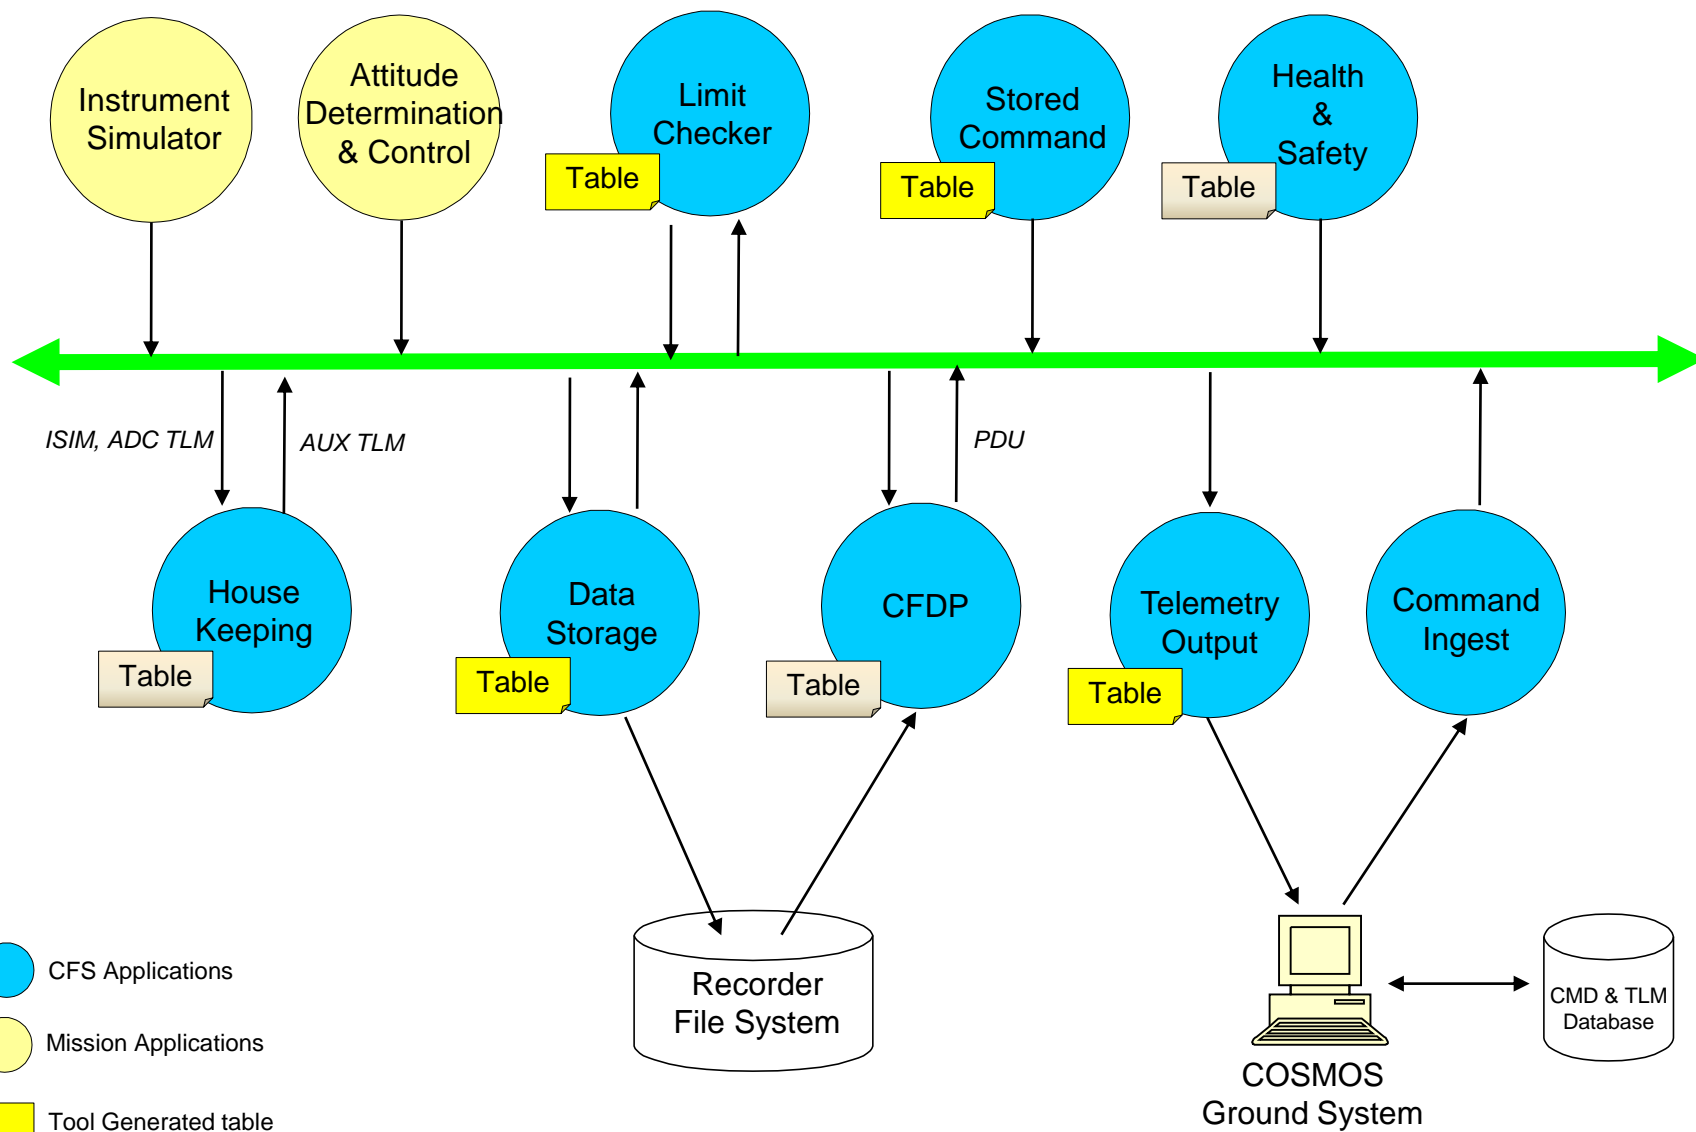 Instrument
Simulator
Attitude
Determination
& Control
Limit
Checker
Table
Stored
Command
Table
Health
&
Safety
Table
ISIM, ADC TLM
AUX TLM
PDU
House
Keeping
Table
Data
Storage
Table
CFDP
Table
Telemetry
Output
Table
Command
Ingest
Recorder
File System
COSMOS
Ground System
CMD & TLM
Database
CFS Applications
Mission Applications
Tool Generated table